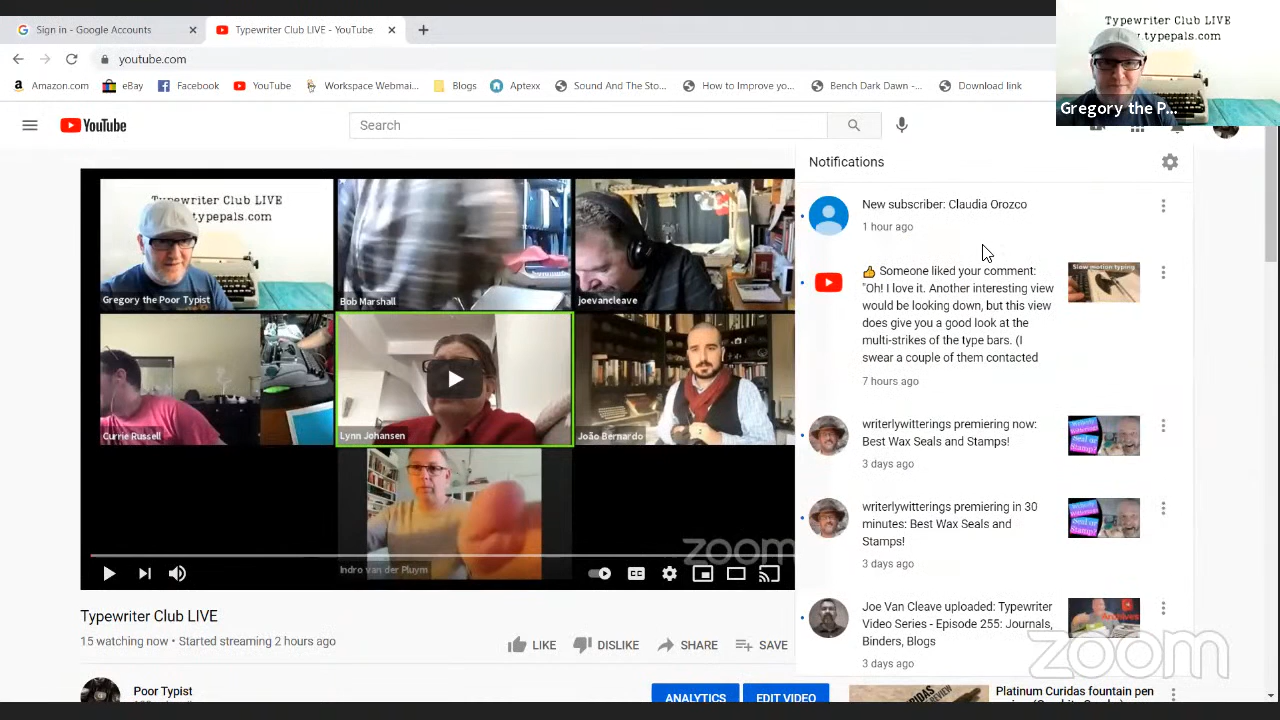 Sign in - Google Accounts
Typewriter Club LIVE - YouTube
youtube.com
Amazon.com
eBay
Facebook
YouTube
Workspace Webmai...
Blogs
Aptexx
Sound And The Sto...
How to Improve yo...
Bench Dark Dawn -...
Download link
Typewriter Club LIVE
typepals.com
Gregory the P...
YouTube
Search
Notifications
New subscriber: Claudia Orozco
1 hour ago
👍 Someone liked your comment:
"Oh! I love it. Another interesting view
would be looking down, but this view
does give you a good look at the
multi-strikes of the type bars. (I
swear a couple of them contacted
7 hours ago
Slow motion typing
writerlywitterings premiering now:
Best Wax Seals and Stamps!
3 days ago
Seal or
Stamp?
writerlywitterings premiering in 30
minutes: Best Wax Seals and
Stamps!
3 days ago
Seal or
Stamp?
Joe Van Cleave uploaded: Typewriter
Video Series - Episode 255: Journals,
Binders, Blogs
3 days ago
Typewriter Club LIVE
typepals.com
Gregory the Poor Typist
Bob Marshall
joevancleave
Currie Russell
Lynn Johansen
João Bernardo
Indro van der Pluym
zoom
CC
Typewriter Club LIVE
15 watching now • Started streaming 2 hours ago
LIKE
DISLIKE
SHARE
SAVE
Poor Typist
ANALYTICS
EDIT VIDEO
Platinum Curidas fountain pen
zoom